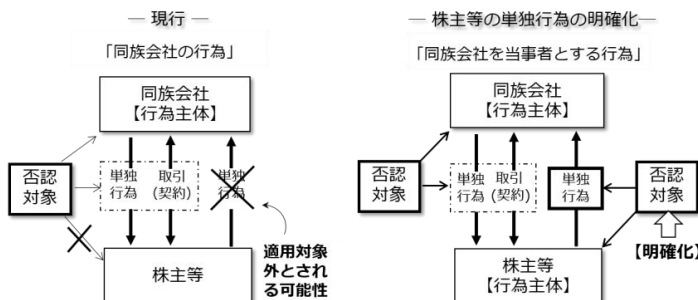 ― 現行 ―
「同族会社の行為」
同族会社
【行為主体】
否認
対象
単独
行為
取引
(契約)
単独
行為
株主等
適用対象
外とされ
る可能性
― 株主等の単独行為の明確化―
「同族会社を当事者とする行為」
同族会社
【行為主体】
否認
対象
単独
行為
取引
(契約)
単独
行為
否認
対象
【明確化】
株主等
【行為主体】